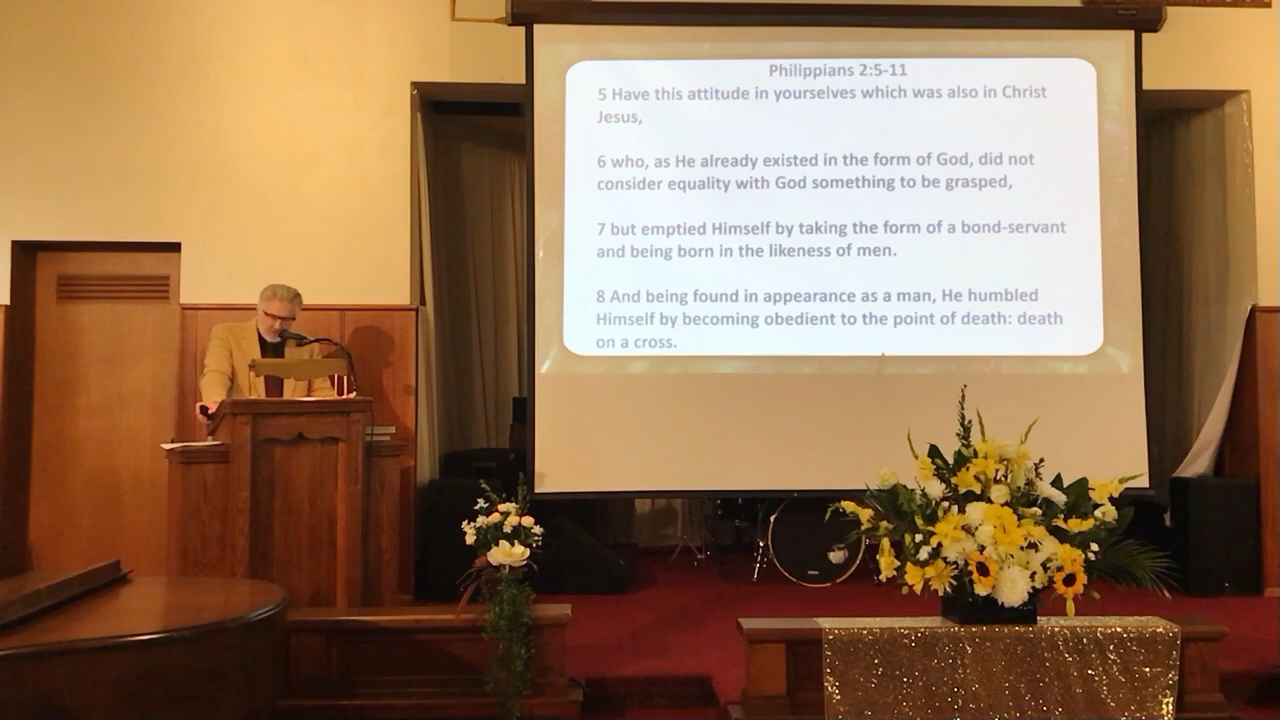 Philippians 2:5-11
5 Have this attitude in yourselves which was also in Christ
Jesus,
6 who, as He already existed in the form of God, did not
consider equality with God something to be grasped,
7 but emptied Himself by taking the form of a bond-servant
and being born in the likeness of men.
8 And being found in appearance as a man, He humbled
Himself by becoming obedient to the point of death: death
on a cross.